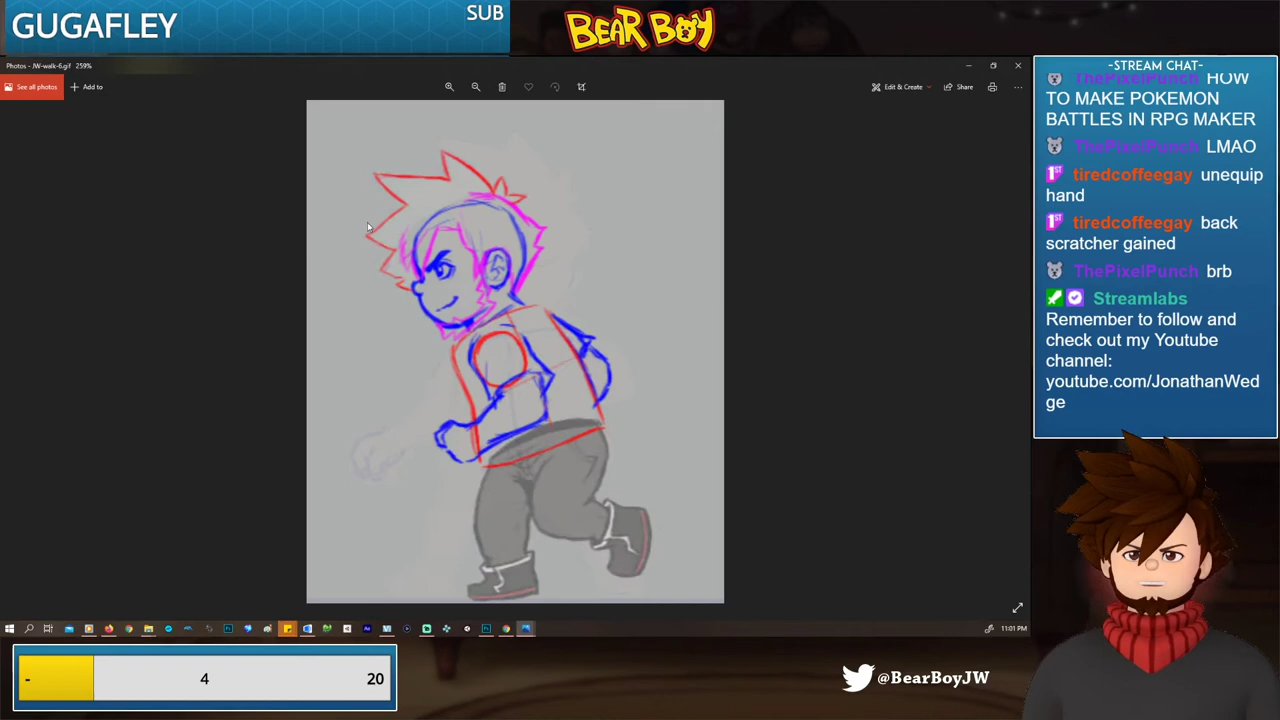 GUGAFLEY
SUB
BEAR BOY
Photos - JW-walk-6.gif 259%
See all photos
Add to
Edit & Create
Share
-STREAM CHAT-
ThePixelPunch HOW
TO MAKE POKEMON
BATTLES IN RPG MAKER
ThePixelPunch LMAO
tiredcoffeegay unequip
hand
tiredcoffeegay back
scratcher gained
ThePixelPunch brb
Streamlabs
Remember to follow and
check out my Youtube
channel:
youtube.com/JonathanWed
ge
11:01 PM
- 4 20
@BearBoyJW